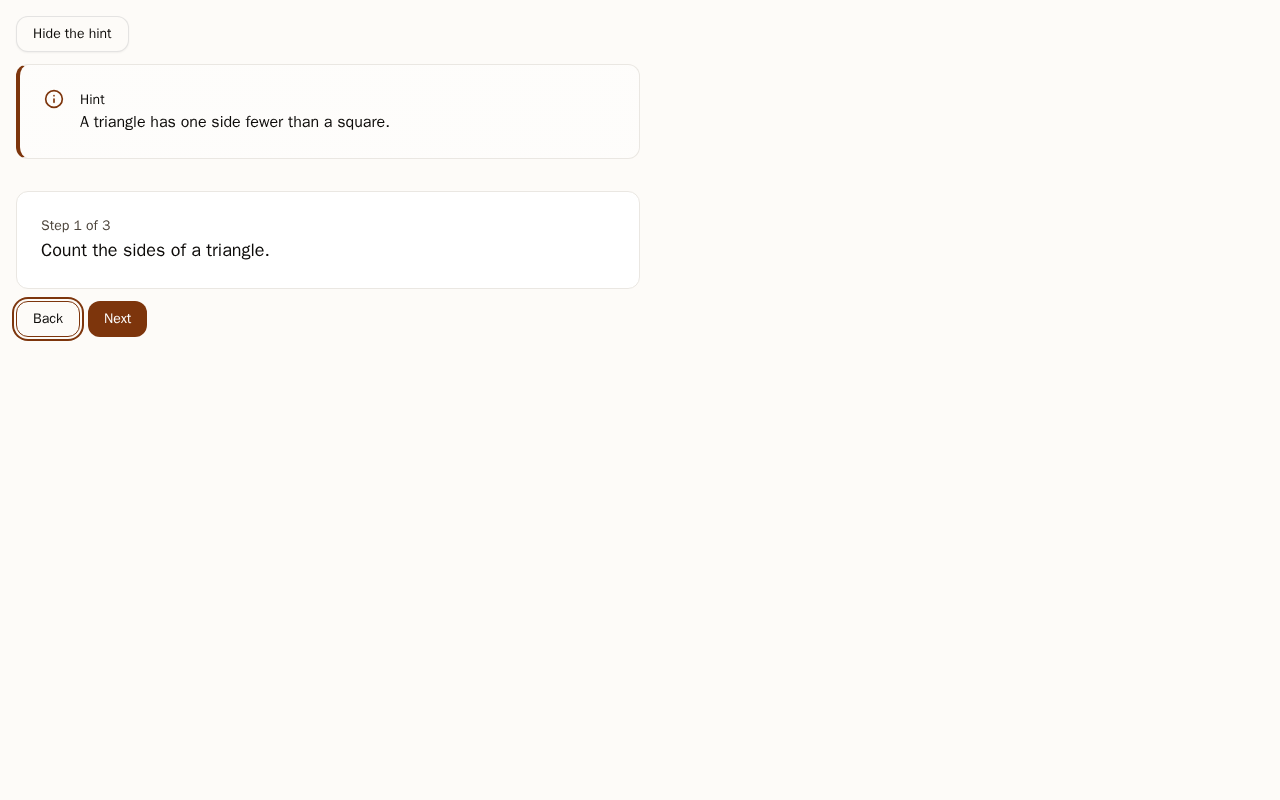 Hide the hint
Hint
A triangle has one side fewer than a square.
Step 1 of 3
Count the sides of a triangle.
Back Next